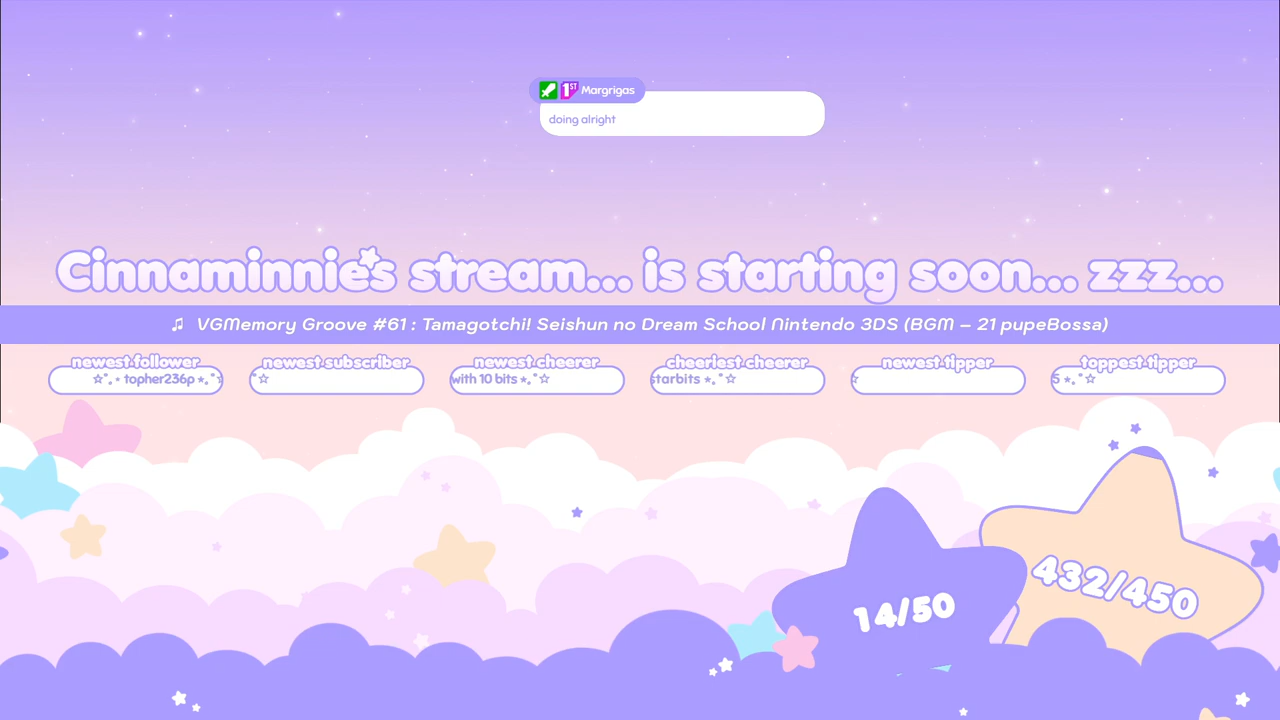 1ST Margrigas
doing alright
Cinnaminnie's stream... is starting soon... zzz...
♫ VGMemory Groove #61 : Tamagotchi! Seishun no Dream School Nintendo 3DS (BGM – 21 pupeBossa)
newest follower
newest subscriber
newest cheerer
cheeriest cheerer
newest tipper
toppest tipper
☆˚｡⋆ topher236p ⋆｡˚☆
˚☆
with 10 bits ⋆｡˚☆
starbits ⋆｡˚☆
☆
S ⋆｡˚☆
432/450
14/50